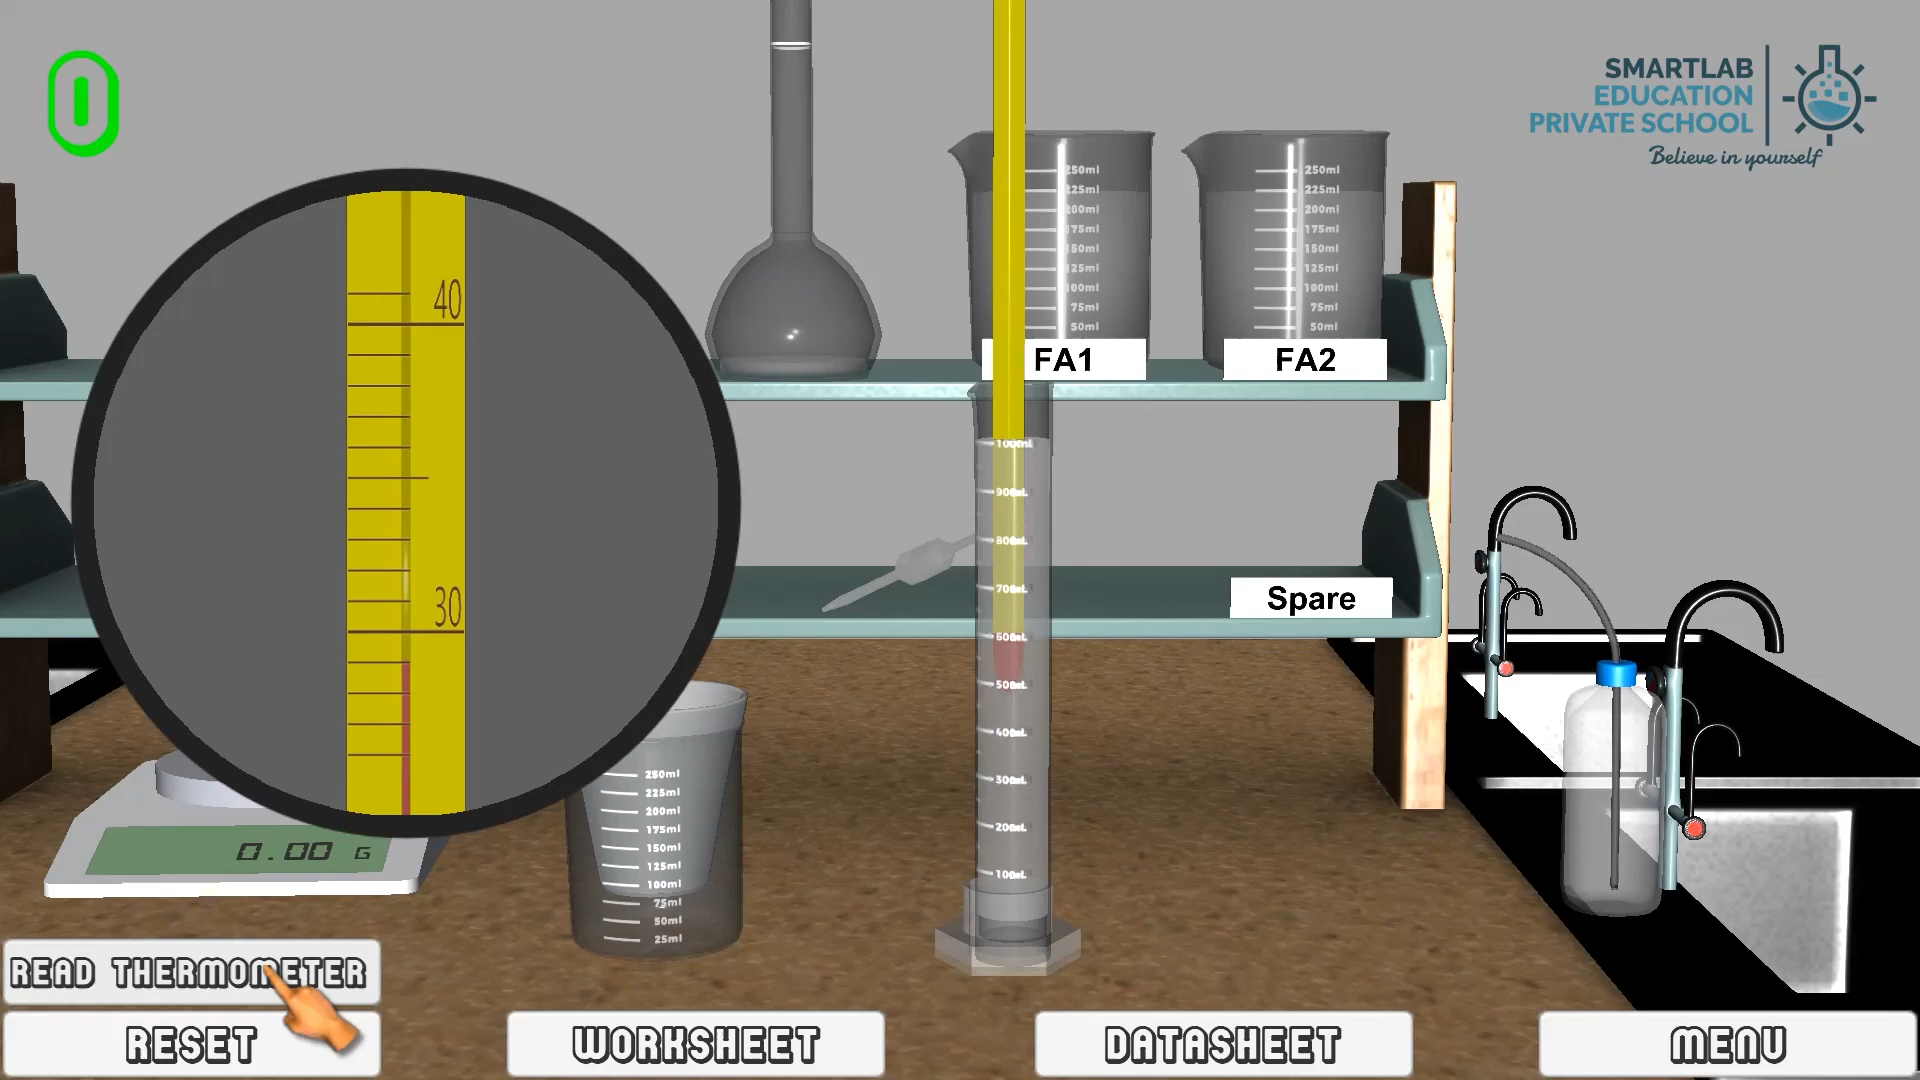 0
SMARTLAB
EDUCATION
PRIVATE SCHOOL
Believe in yourself
250ml
225ml
200ml
175ml
150ml
125ml
100ml
75ml
50ml
250ml
225ml
200ml
175ml
150ml
125ml
100ml
75ml
50ml
FA1
FA2
40
30
Spare
100ml
250ml
225ml
200ml
175ml
150ml
125ml
100ml
75ml
50ml
25ml
0.00 G
READ THERMOMETER
RESET
WORKSHEET
DATASHEET
MENU